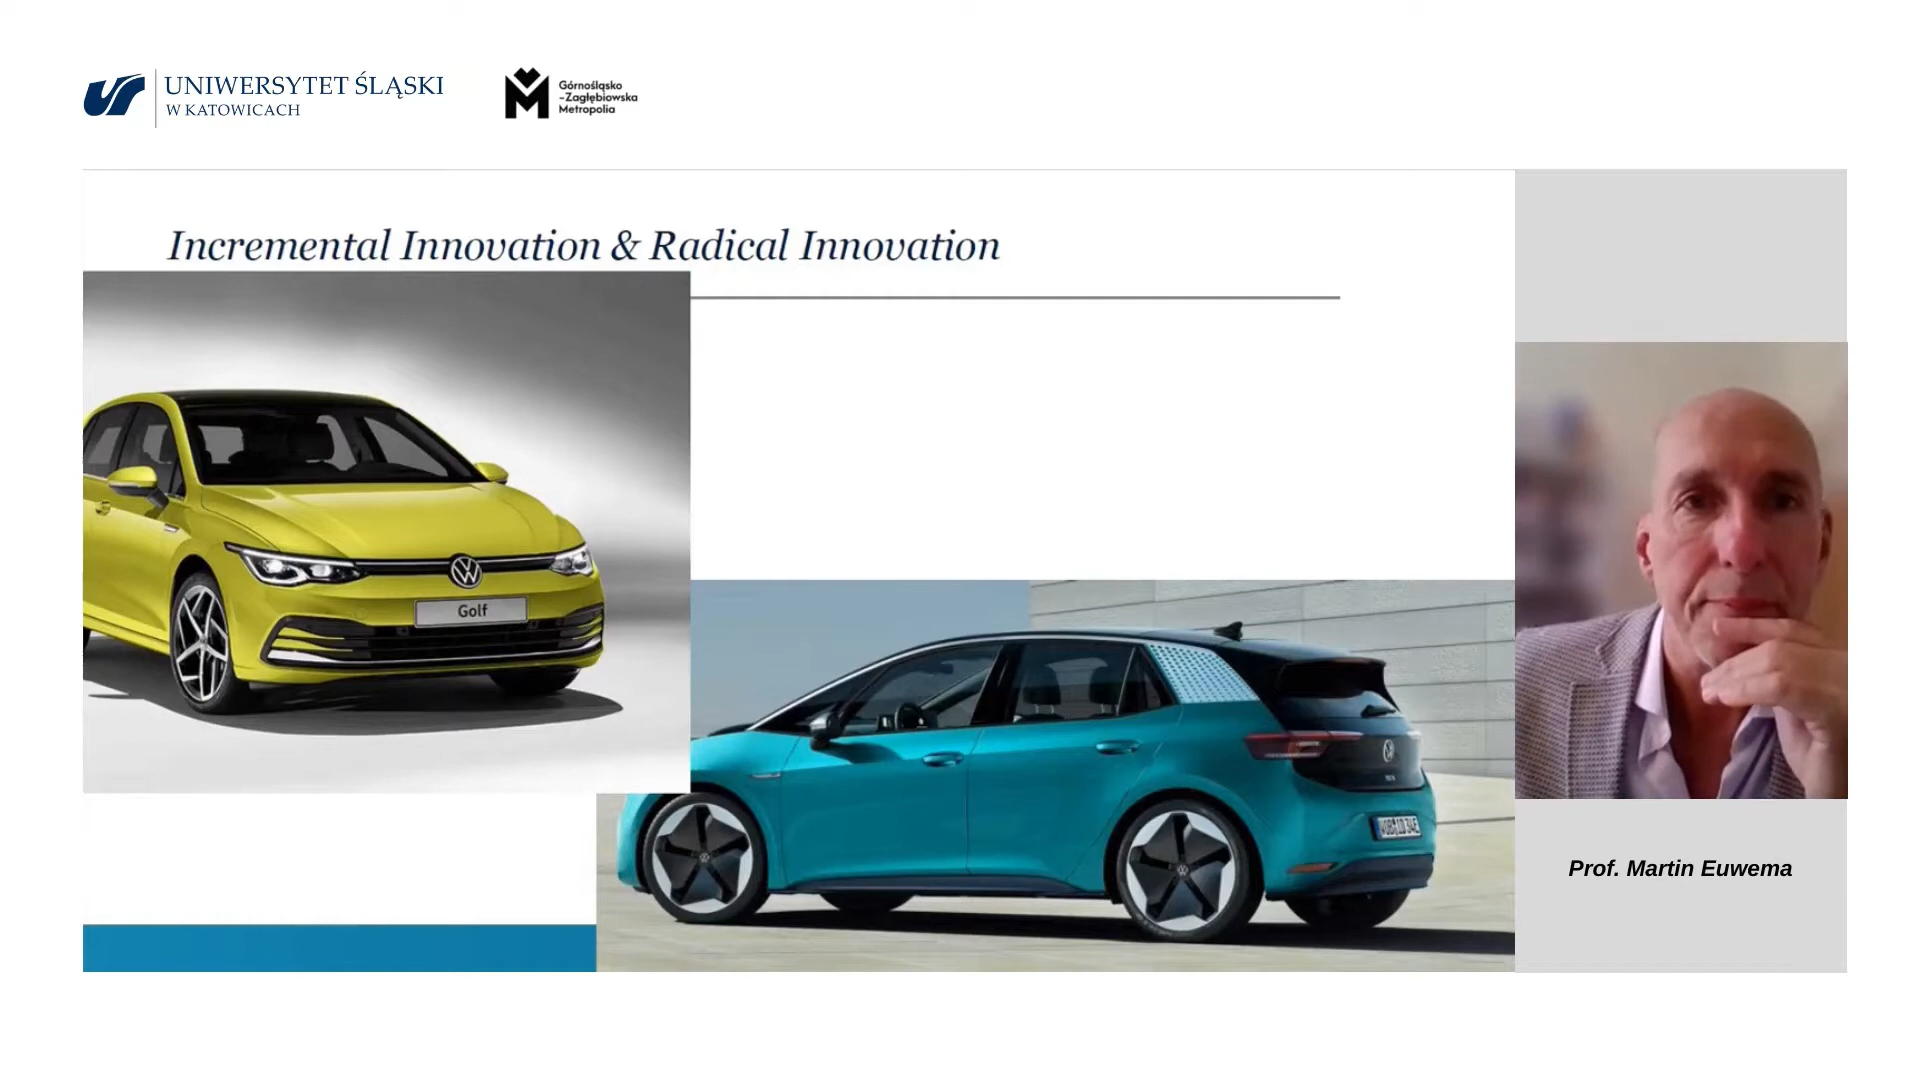 UNIWERSYTET ŚLĄSKI
W KATOWICACH
Górnośląsko
-Zagłębiowska
Metropolia
Incremental Innovation & Radical Innovation
Golf
Prof. Martin Euwema